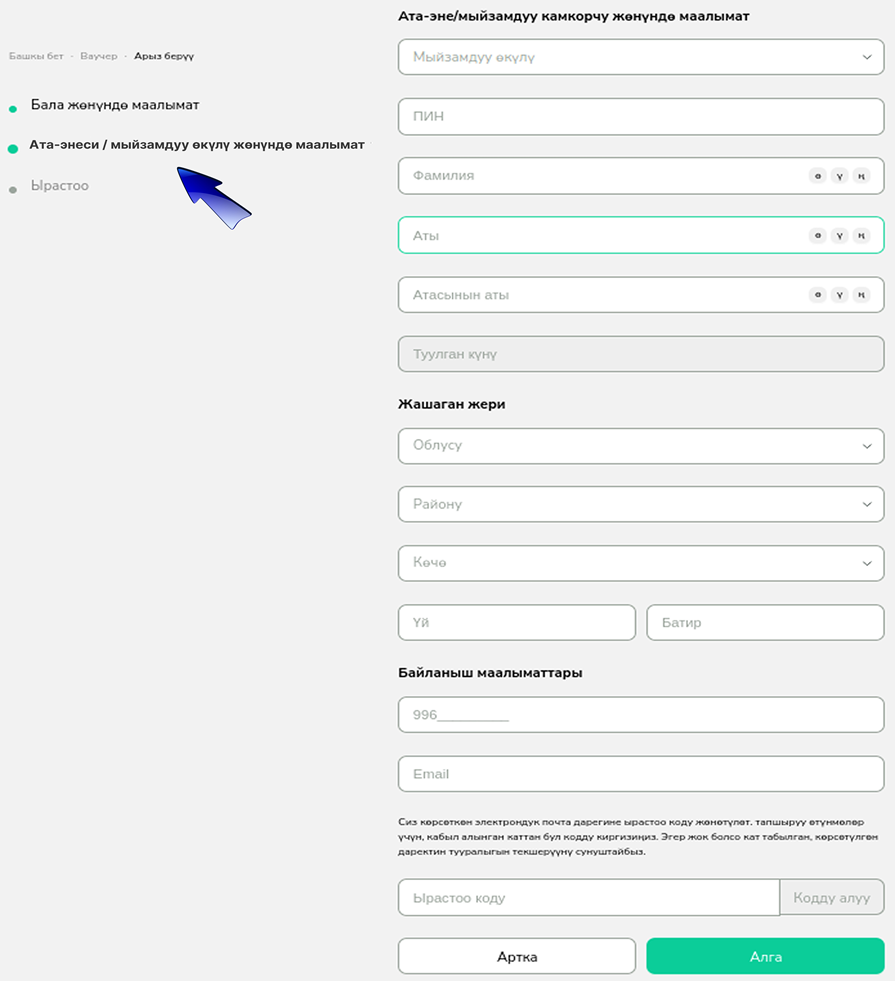 Башкы бет · Ваучер · Арыз берүү
Бала жөнүндө маалымат
Ата-энеси / мыйзамдуу өкүлү жөнүндө маалымат
Ырастоо
Ата-эне/мыйзамдуу камкорчу жөнүндө маалымат
Мыйзамдуу өкүлү
ПИН
Фамилия ө ү ң
Аты ө ү ң
Атасынын аты ө ү ң
Туулган күнү
Жашаган жери
Облусу
Району
Көчө
Үй Батир
Байланыш маалыматтары
996__________
Email
Сиз көрсөткөн электрондук почта дарегине ырастоо коду жөнөтүлөт. тапшыруу өтүнмөлөр
үчүн, кабыл алынган каттан бул кодду киргизиңиз. Эгер жок болсо кат табылган, көрсөтүлгөн
даректин тууралыгын текшерүүнү сунуштайбыз.
Ырастоо коду Кодду алуу
Артка Алга